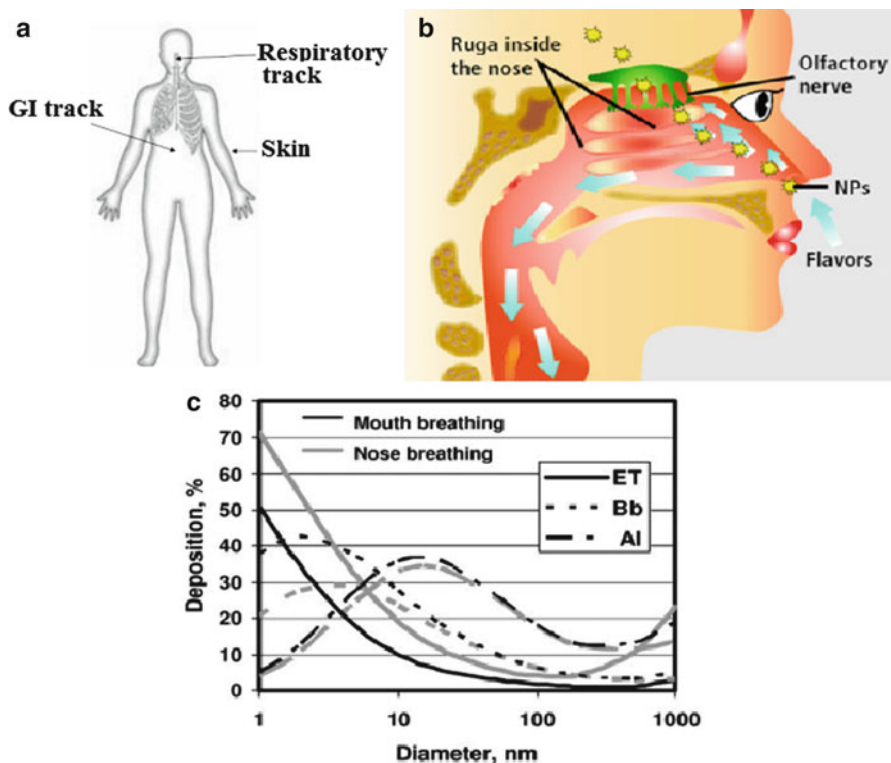 a
Respiratory
track
GI track
Skin
b
Ruga inside
the nose
Olfactory
nerve
NPs
Flavors
c
80
70
60
50
40
30
20
10
0
Deposition, %
Mouth breathing
Nose breathing
ET
Bb
Al
1
10
100
1000
Diameter, nm